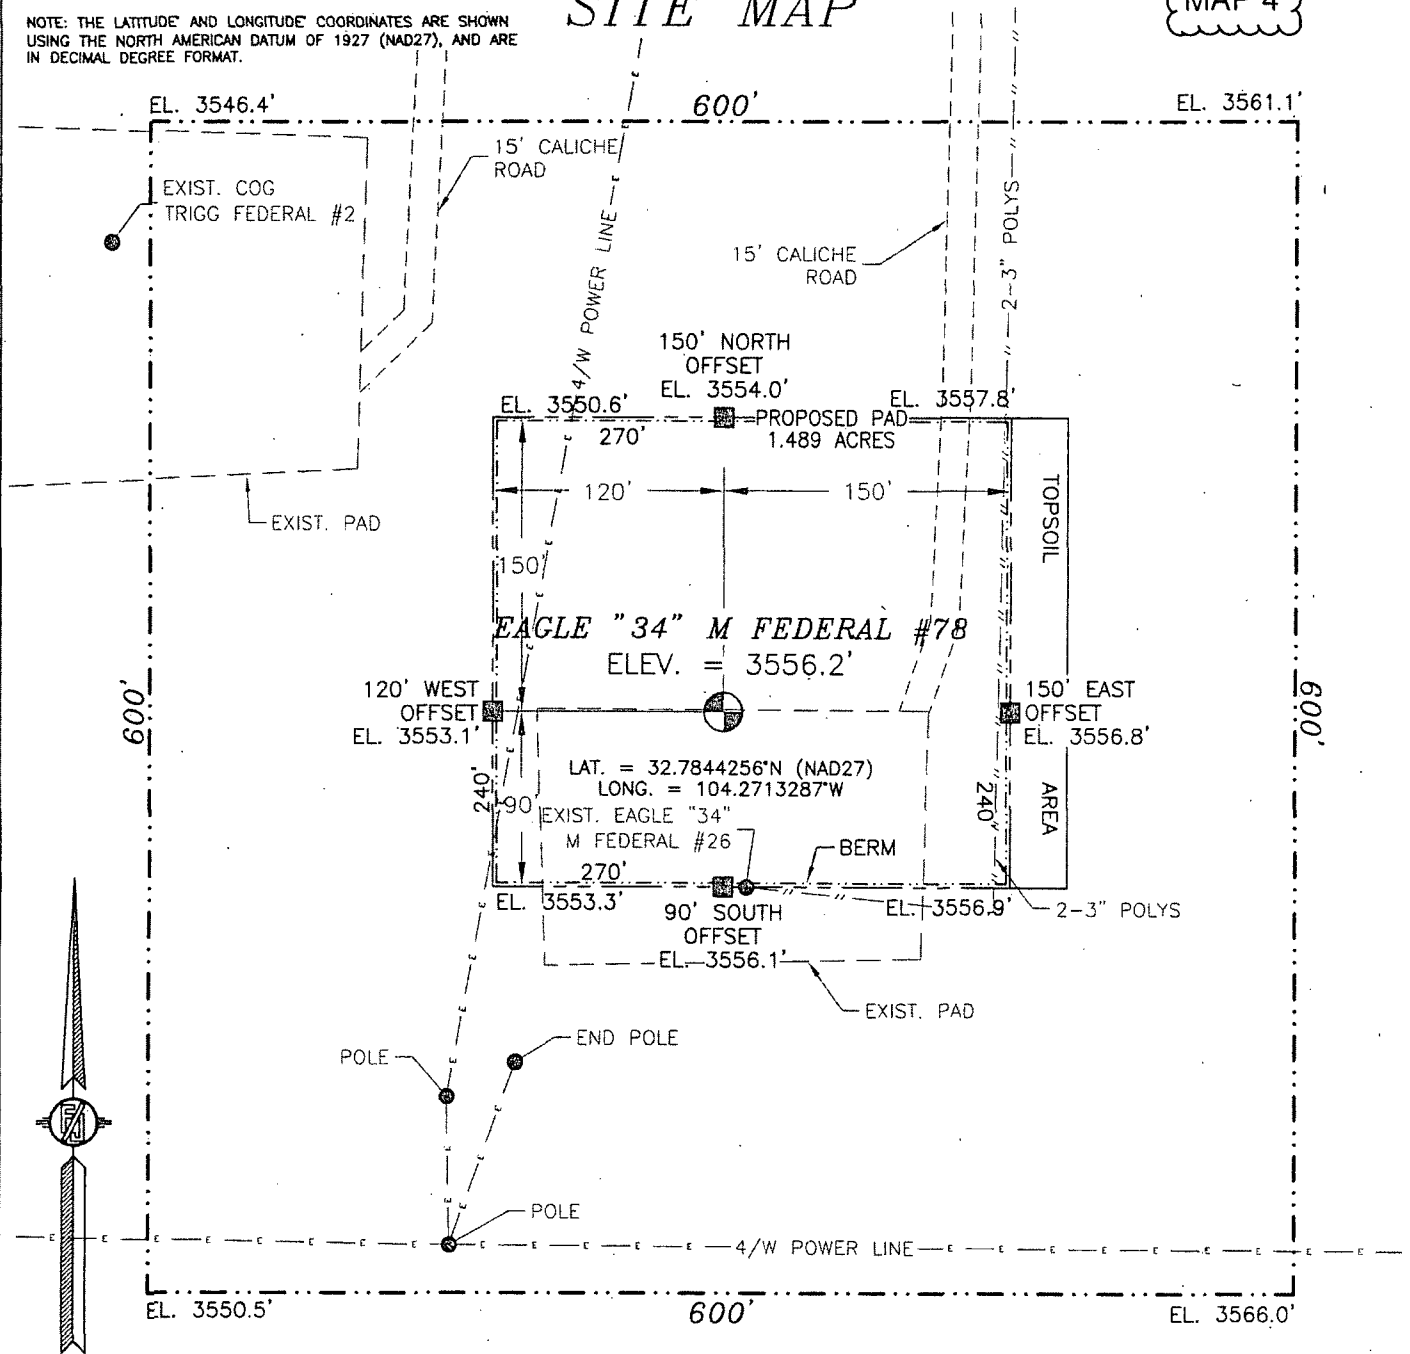 SITE MAP
MAP 4
NOTE: THE LATITUDE AND LONGITUDE COORDINATES ARE SHOWN
USING THE NORTH AMERICAN DATUM OF 1927 (NAD27), AND ARE
IN DECIMAL DEGREE FORMAT.
EL. 3546.4'
600'
EL. 3561.1'
15' CALICHE
ROAD
EXIST. COG
TRIGG FEDERAL #2
4/W POWER LINE
15' CALICHE
ROAD
2-3" POLYS
150' NORTH
OFFSET
EL. 3554.0'
EL. 3550.6'
EL. 3557.8'
270'
PROPOSED PAD
1.489 ACRES
120'
150'
TOPSOIL
EXIST. PAD
150'
EAGLE "34" M FEDERAL #78
ELEV. = 3556.2'
600'
120' WEST
OFFSET
EL. 3553.1'
150' EAST
OFFSET
EL. 3556.8'
600'
LAT. = 32.7844256°N (NAD27)
LONG. = 104.2713287°W
240'
90'
EXIST. EAGLE "34"
M FEDERAL #26
240'
AREA
BERM
270'
EL. 3553.3'
90' SOUTH
OFFSET
EL. 3556.1'
EL. 3556.9'
2-3" POLYS
EXIST. PAD
END POLE
POLE
POLE
4/W POWER LINE
EL. 3550.5'
600'
EL. 3566.0'